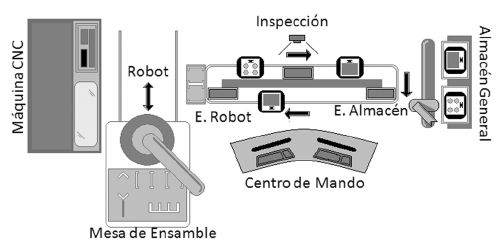 Inspección
Máquina CNC
Robot
Almacén General
E. Robot
E. Almacén
Centro de Mando
Mesa de Ensamble